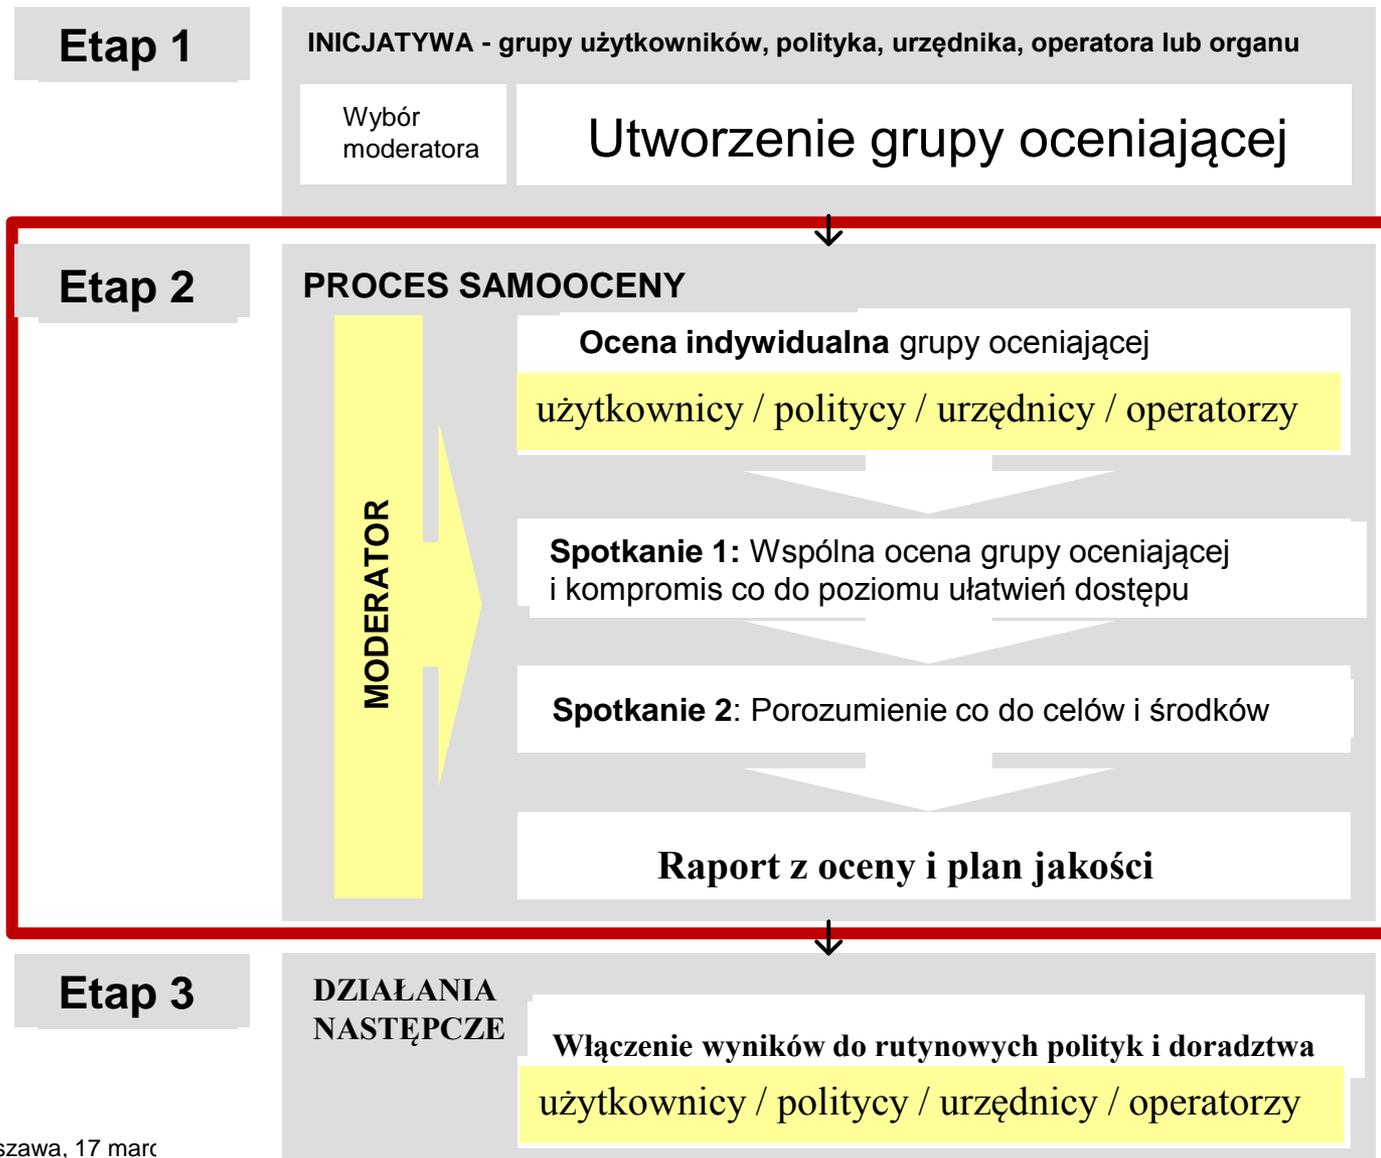 Etap 1
INICJATYWA - grupy użytkowników, polityka, urzędnika, operatora lub organu
Wybór
moderatora
Utworzenie grupy oceniającej
Etap 2
PROCES SAMOOCENY
MODERATOR
Ocena indywidualna grupy oceniającej
użytkownicy / politycy / urzędnicy / operatorzy
Spotkanie 1: Wspólna ocena grupy oceniającej
i kompromis co do poziomu ułatwień dostępu
Spotkanie 2: Porozumienie co do celów i środków
Raport z oceny i plan jakości
Etap 3
DZIAŁANIA
NASTĘPCZE
Włączenie wyników do rutynowych polityk i doradztwa
użytkownicy / politycy / urzędnicy / operatorzy
szawa, 17 marc